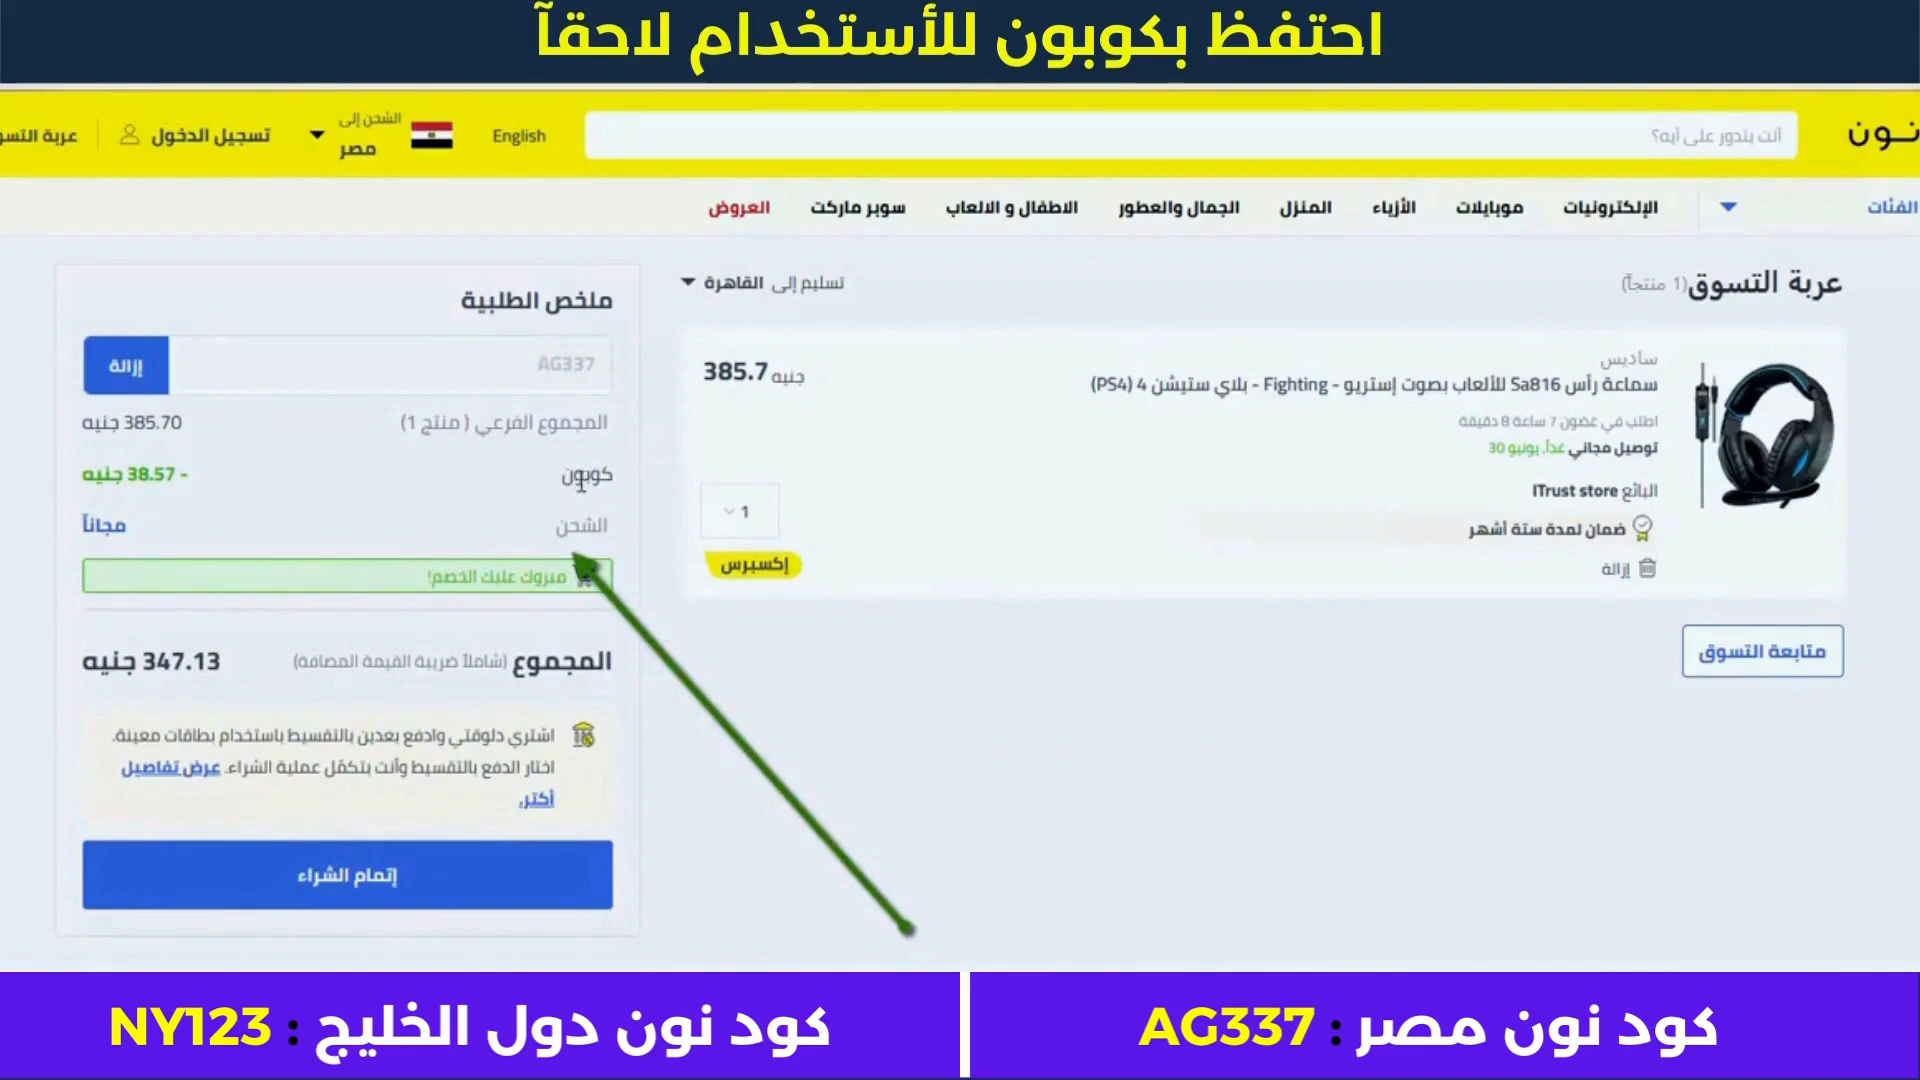 احتفظ بكوبون للأستخدام لاحقاً
نـون
أنت بتدور على أيه؟
English
الشحن إلى
مصر
تسجيل الدخول
الفئات
الإلكترونيات
موبايلات
الأزياء
المنزل
الجمال والعطور
الاطفال و الالعاب
سوبر ماركت
العروض
عربة التسوق (1 منتجاً)
تسليم إلى القاهرة
ساديس
سماعة رأس Sa816 للألعاب بصوت إستريو - Fighting - بلاي ستيشن 4 (PS4)
جنيه 385.7
اطلب في غضون 7 ساعة 8 دقيقة
توصيل مجاني غداً, يونيو 30
البائع ITrust store
ضمان لمدة ستة أشهر
إزالة
1
إكسبرس
متابعة التسوق
ملخص الطلبية
AG337
إزالة
المجموع الفرعي ( منتج 1) 385.70 جنيه
كوبون - 38.57 جنيه
الشحن مجاناً
مبروك عليك الخصم!
المجموع (شاملاً ضريبة القيمة المضافة) 347.13 جنيه
اشتري دلوقتي وادفع بعدين بالتقسيط باستخدام بطاقات معينة.
اختار الدفع بالتقسيط وأنت بتكمّل عملية الشراء. عرض تفاصيل
أكتر.
إتمام الشراء
كود نون مصر : AG337
كود نون دول الخليج : NY123